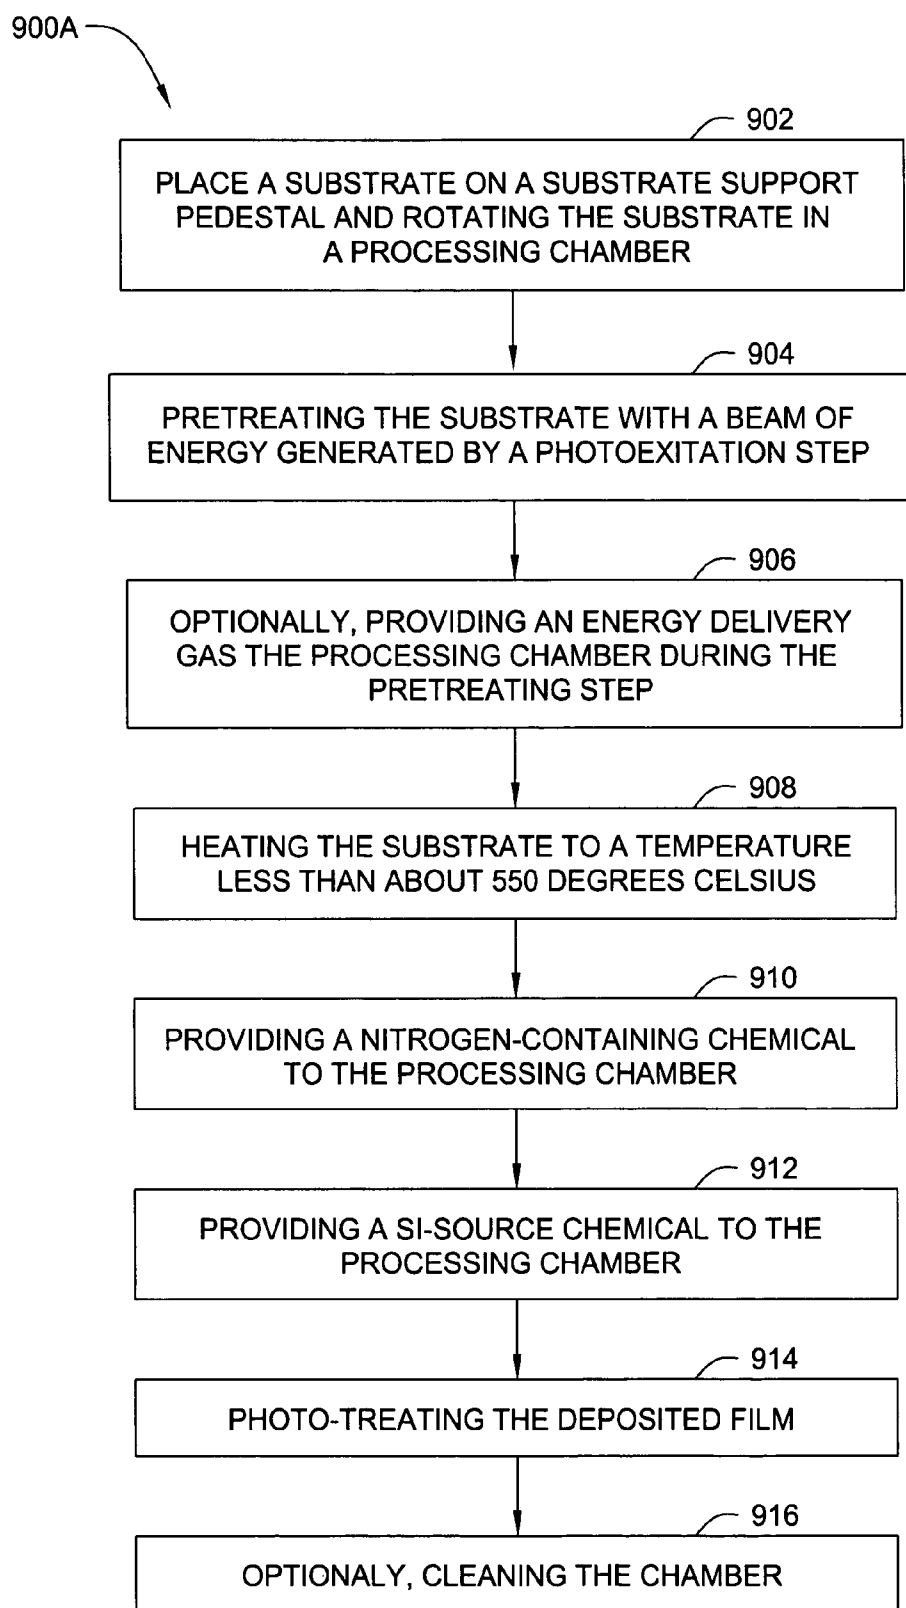 900A
902
PLACE A SUBSTRATE ON A SUBSTRATE SUPPORT
PEDESTAL AND ROTATING THE SUBSTRATE IN
A PROCESSING CHAMBER
904
PRETREATING THE SUBSTRATE WITH A BEAM OF
ENERGY GENERATED BY A PHOTOEXITATION STEP
906
OPTIONALLY, PROVIDING AN ENERGY DELIVERY
GAS THE PROCESSING CHAMBER DURING THE
PRETREATING STEP
908
HEATING THE SUBSTRATE TO A TEMPERATURE
LESS THAN ABOUT 550 DEGREES CELSIUS
910
PROVIDING A NITROGEN-CONTAINING CHEMICAL
TO THE PROCESSING CHAMBER
912
PROVIDING A SI-SOURCE CHEMICAL TO THE
PROCESSING CHAMBER
914
PHOTO-TREATING THE DEPOSITED FILM
916
OPTIONALY, CLEANING THE CHAMBER